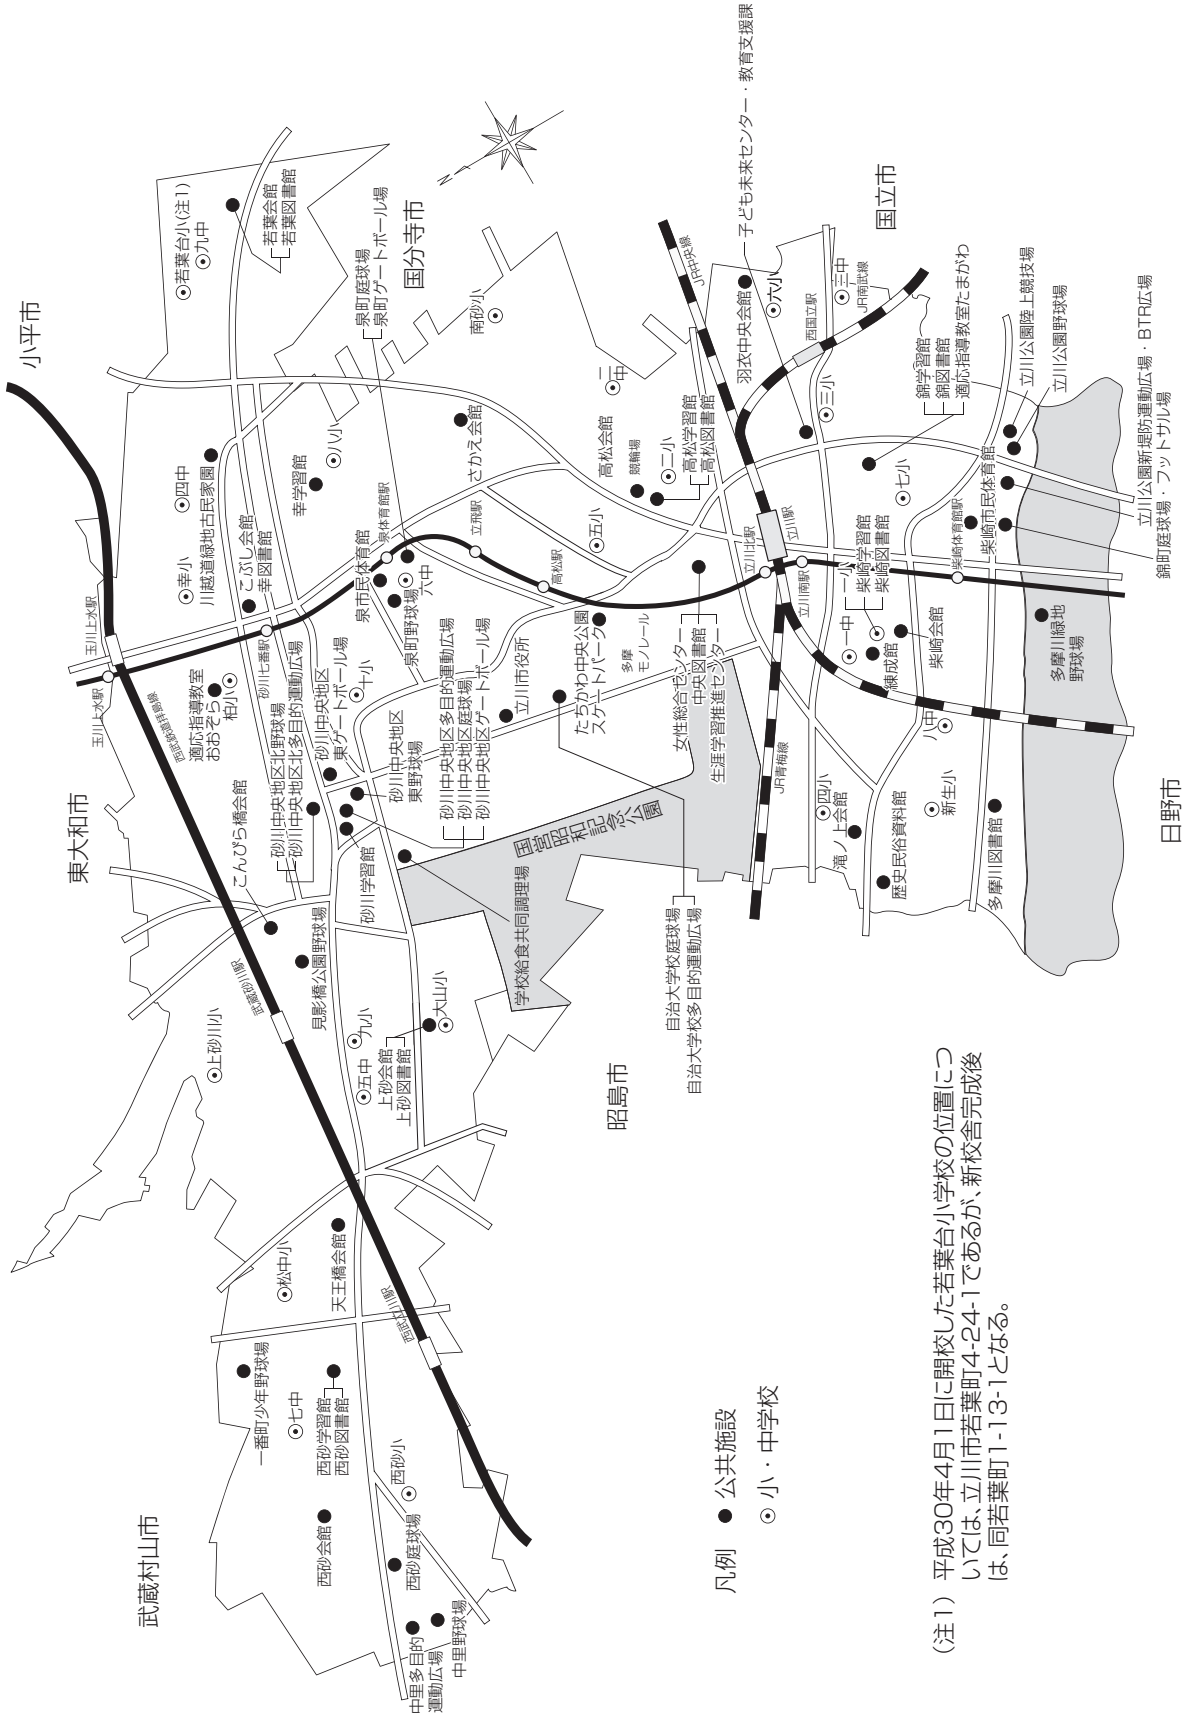 武蔵村山市
東大和市
小平市
国分寺市
国立市
昭島市
日野市
中里多目的
運動広場
中里野球場
西砂庭球場
西砂会館
西砂小
西砂学習館
西砂図書館
七中
一番町少年野球場
西武立川駅
天王橋会館
松中小
上砂川小
五中
九小
上砂会館
上砂図書館
大山小
武蔵砂川駅
見影橋公園野球場
こんぴら橋会館
砂川学習館
学校給食共同調理場
国営昭和記念公園
砂川中央地区北野球場
砂川中央地区北多目的運動広場
砂川中央地区
東ゲートボール場
砂川中央地区
東野球場
砂川中央地区多目的運動広場
砂川中央地区庭球場
砂川中央地区ゲートボール場
適応指導教室
おおぞら
柏小
十小
西武鉄道拝島線
玉川上水駅
玉川上水駅
砂川七番駅
幸小
川越道緑地古民家園
四中
こぶし会館
幸図書館
幸学習館
八小
泉市民体育館
泉体育館駅
泉町野球場
六中
泉町庭球場
泉町ゲートボール場
若葉台小(注1)
九中
若葉会館
若葉図書館
N
南砂小
さかえ会館
立飛駅
高松駅
五小
二中
高松会館
競輪場
二小
高松学習館
高松図書館
立川市役所
たちかわ中央公園
スケートパーク
多摩
モノレール
女性総合センター
中央図書館
生涯学習推進センター
自治大学校庭球場
自治大学校多目的運動広場
立川北駅
立川駅
立川南駅
JR中央線
JR青梅線
JR南武線
西国立駅
羽衣中央会館
子ども未来センター・教育支援課
六小
三中
三小
錦学習館
錦図書館
適応指導教室たまがわ
七小
一小
柴崎学習館
柴崎図書館
一中
練成館
柴崎会館
柴崎体育館駅
柴崎市民体育館
立川公園陸上競技場
立川公園野球場
立川公園新堤防運動広場・BTR広場
錦町庭球場・フットサル場
多摩川緑地
野球場
四小
滝ノ上会館
歴史民俗資料館
新生小
八中
多摩川図書館
凡例
公共施設
小・中学校
(注1) 平成30年4月1日に開校した若葉台小学校の位置につ
いては、立川市若葉町4-24-1であるが、新校舎完成後
は、同若葉町1-13-1となる。